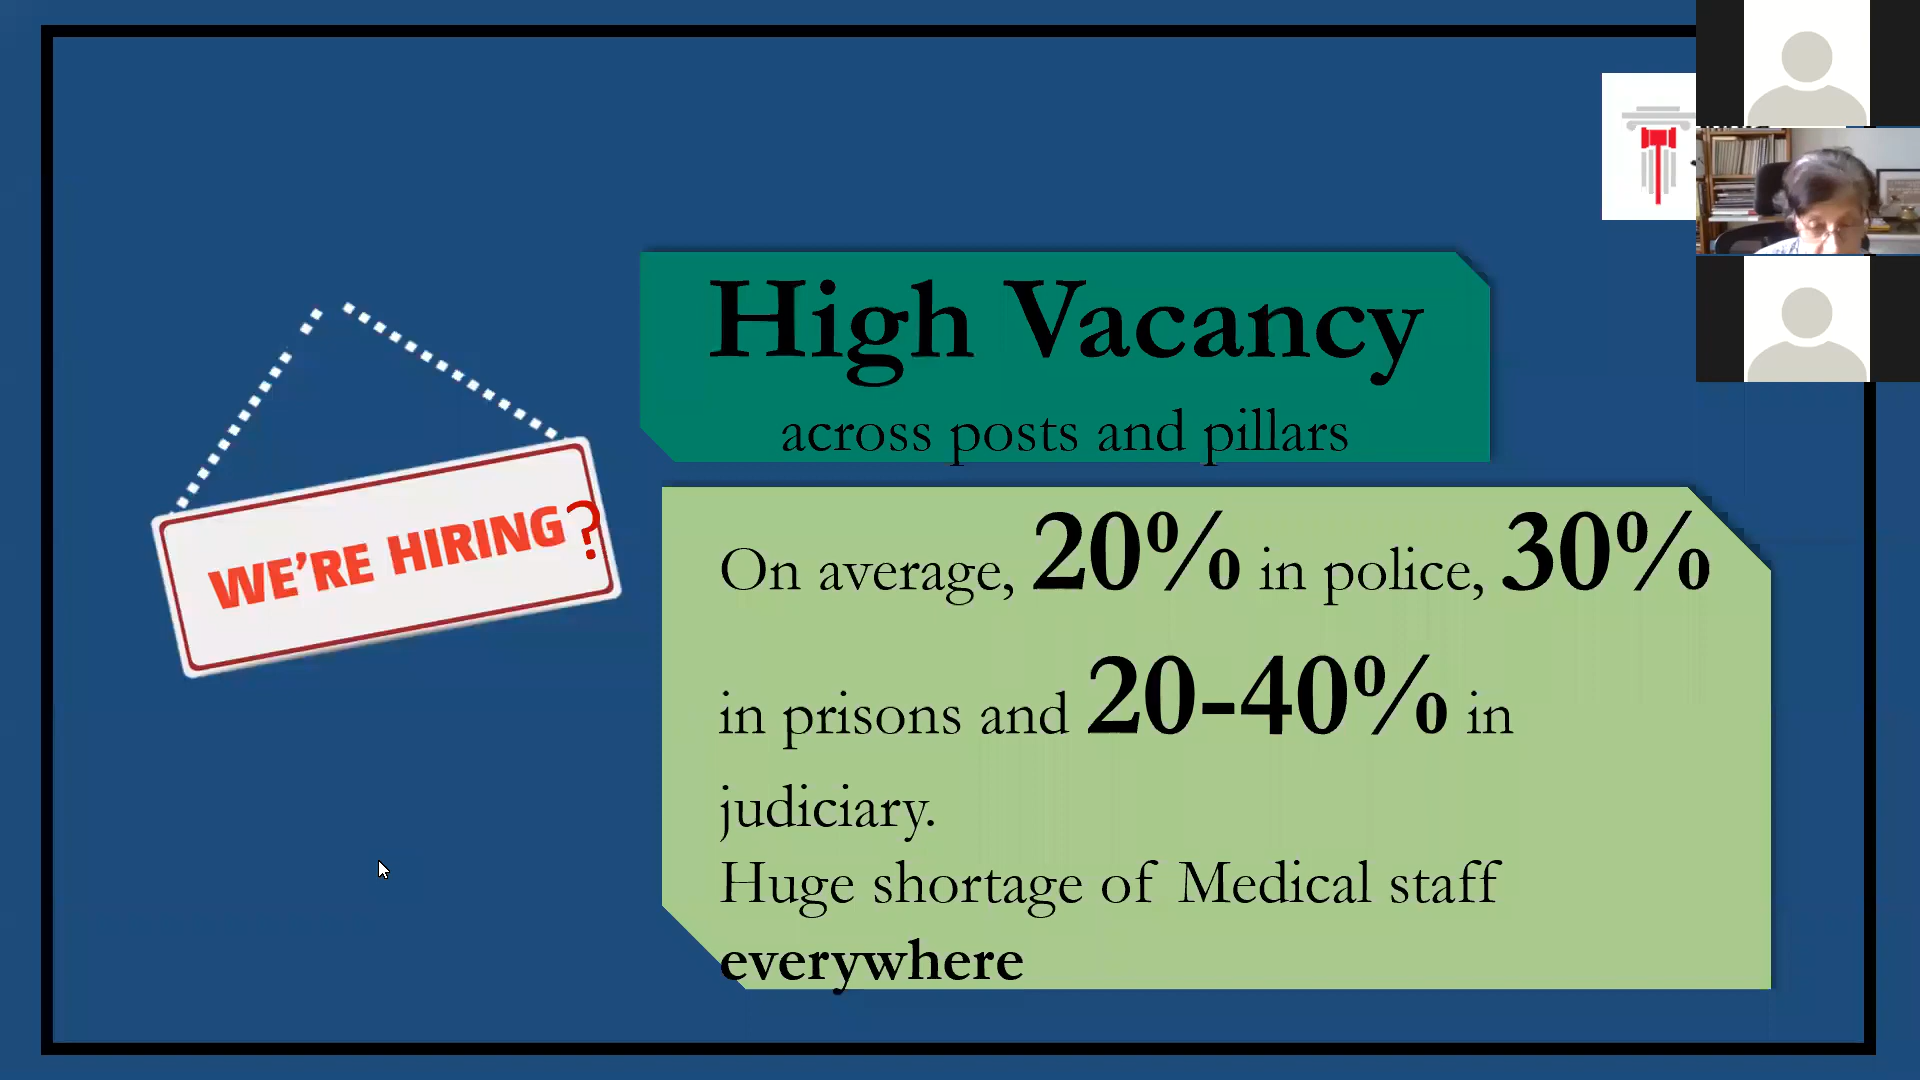 High Vacancy
across posts and pillars
WE'RE HIRING?
On average, 20% in police, 30%
in prisons and 20-40% in
judiciary.
Huge shortage of Medical staff
everywhere